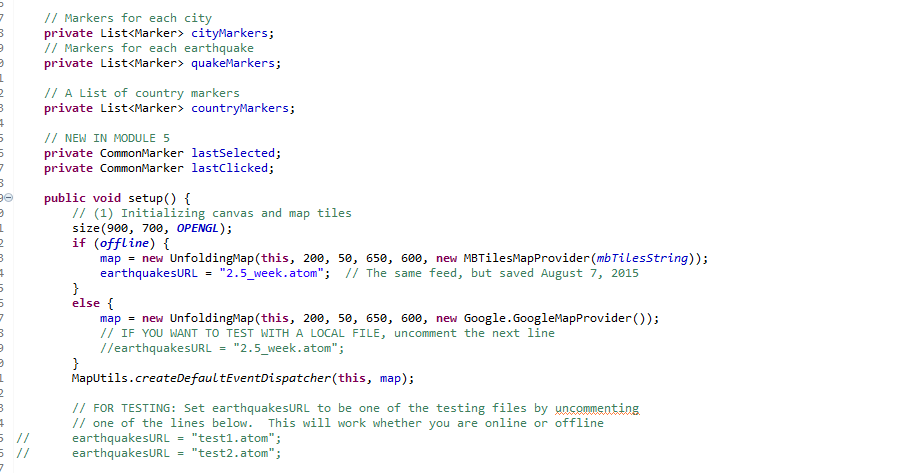 // Markers for each city
private List<Marker> cityMarkers;
// Markers for each earthquake
private List<Marker> quakeMarkers;
// A List of country markers
private List<Marker> countryMarkers;
// NEW IN MODULE 5
private CommonMarker lastSelected;
private CommonMarker lastClicked;
public void setup() {
// (1) Initializing canvas and map tiles
size(900, 700, OPENGL);
if (offline) {
map = new UnfoldingMap(this, 200, 50, 650, 600, new MBTilesMapProvider(mbTilesString));
earthquakesURL = "2.5_week.atom";  // The same feed, but saved August 7, 2015
}
else {
map = new UnfoldingMap(this, 200, 50, 650, 600, new Google.GoogleMapProvider());
// IF YOU WANT TO TEST WITH A LOCAL FILE, uncomment the next line
//earthquakesURL = "2.5_week.atom";
}
MapUtils.createDefaultEventDispatcher(this, map);
// FOR TESTING: Set earthquakesURL to be one of the testing files by uncommenting
// one of the lines below.  This will work whether you are online or offline
//      earthquakesURL = "test1.atom";
//      earthquakesURL = "test2.atom";